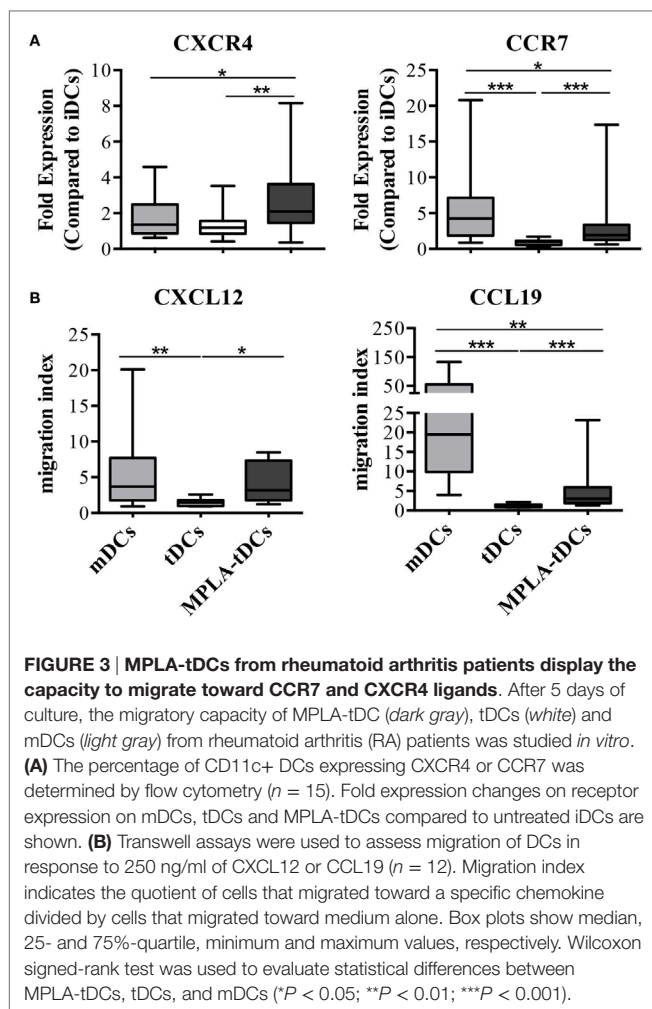 A
CXCR4
CCR7
Fold Expression
(Compared to iDCs)
10
8
6
4
2
0
*
**
Fold Expression
(Compared to iDCs)
25
20
15
10
5
0
*
***
***
B
CXCL12
CCL19
migration index
25
20
15
10
5
0
**
*
migration index
250
150
50
25
20
15
10
5
0
**
***
***
mDCs
tDCs
MPLA-tDCs
mDCs
tDCs
MPLA-tDCs
FIGURE 3 | MPLA-tDCs from rheumatoid arthritis patients display the
capacity to migrate toward CCR7 and CXCR4 ligands. After 5 days of
culture, the migratory capacity of MPLA-tDC (dark gray), tDCs (white) and
mDCs (light gray) from rheumatoid arthritis (RA) patients was studied in vitro.
(A) The percentage of CD11c+ DCs expressing CXCR4 or CCR7 was
determined by flow cytometry (n = 15). Fold expression changes on receptor
expression on mDCs, tDCs and MPLA-tDCs compared to untreated iDCs are
shown. (B) Transwell assays were used to assess migration of DCs in
response to 250 ng/ml of CXCL12 or CCL19 (n = 12). Migration index
indicates the quotient of cells that migrated toward a specific chemokine
divided by cells that migrated toward medium alone. Box plots show median,
25- and 75%-quartile, minimum and maximum values, respectively. Wilcoxon
signed-rank test was used to evaluate statistical differences between
MPLA-tDCs, tDCs, and mDCs (*P < 0.05; **P < 0.01; ***P < 0.001).